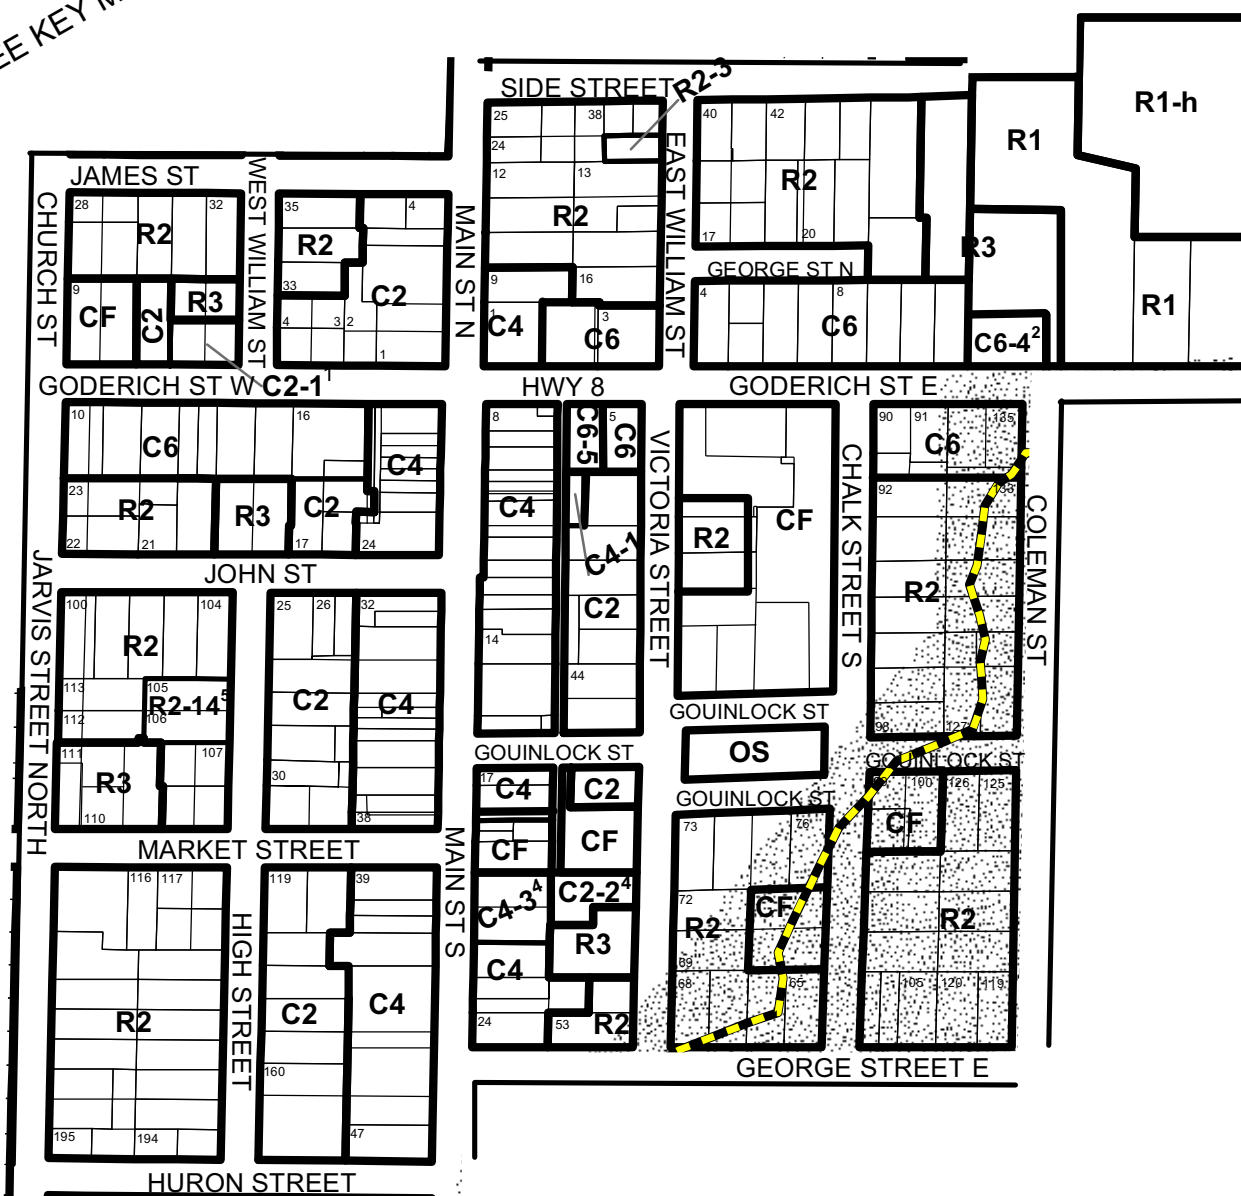 EE KEY M
SIDE STREET
R2-3
R1-h
R1
25
38
24
12
13
R2
16
9
1
C4
3
C6
40
42
R2
17
20
GEORGE ST N
4
8
C6
R3
C6-4²
R1
JAMES ST
CHURCH ST
WEST WILLIAM ST
MAIN ST N
EAST WILLIAM ST
28
32
R2
9
CF
C2
R3
35
4
R2
33
C2
4
3
2
1
GODERICH ST W
C2-1¹
HWY 8
GODERICH ST E
10
16
C6
C4
23
R2
R3
C2
22
21
17
24
8
C4
C6-5
5
C6
C4-1
C2
14
44
VICTORIA STREET
R2
CF
CHALK STREET S
90
91
135
C6
92
133
R2
98
127
COLEMAN ST
JOHN ST
JARVIS STREET NORTH
100
104
R2
113
105
R2-14⁵
112
106
111
107
R3
110
25
26
32
C2
C4
30
38
GOUINLOCK ST
GOUINLOCK ST
OS
GOUINLOCK ST
GOUINLOCK ST
17
C4
C2
CF
CF
C4-3⁴
C2-2⁴
R3
C4
24
53
R2
73
76
72
CF
R2
69
68
65
100
126
125
CF
R2
105
120
119
MARKET STREET
MAIN ST S
HIGH STREET
116
117
R2
195
194
119
39
C2
C4
160
47
GEORGE STREET E
HURON STREET